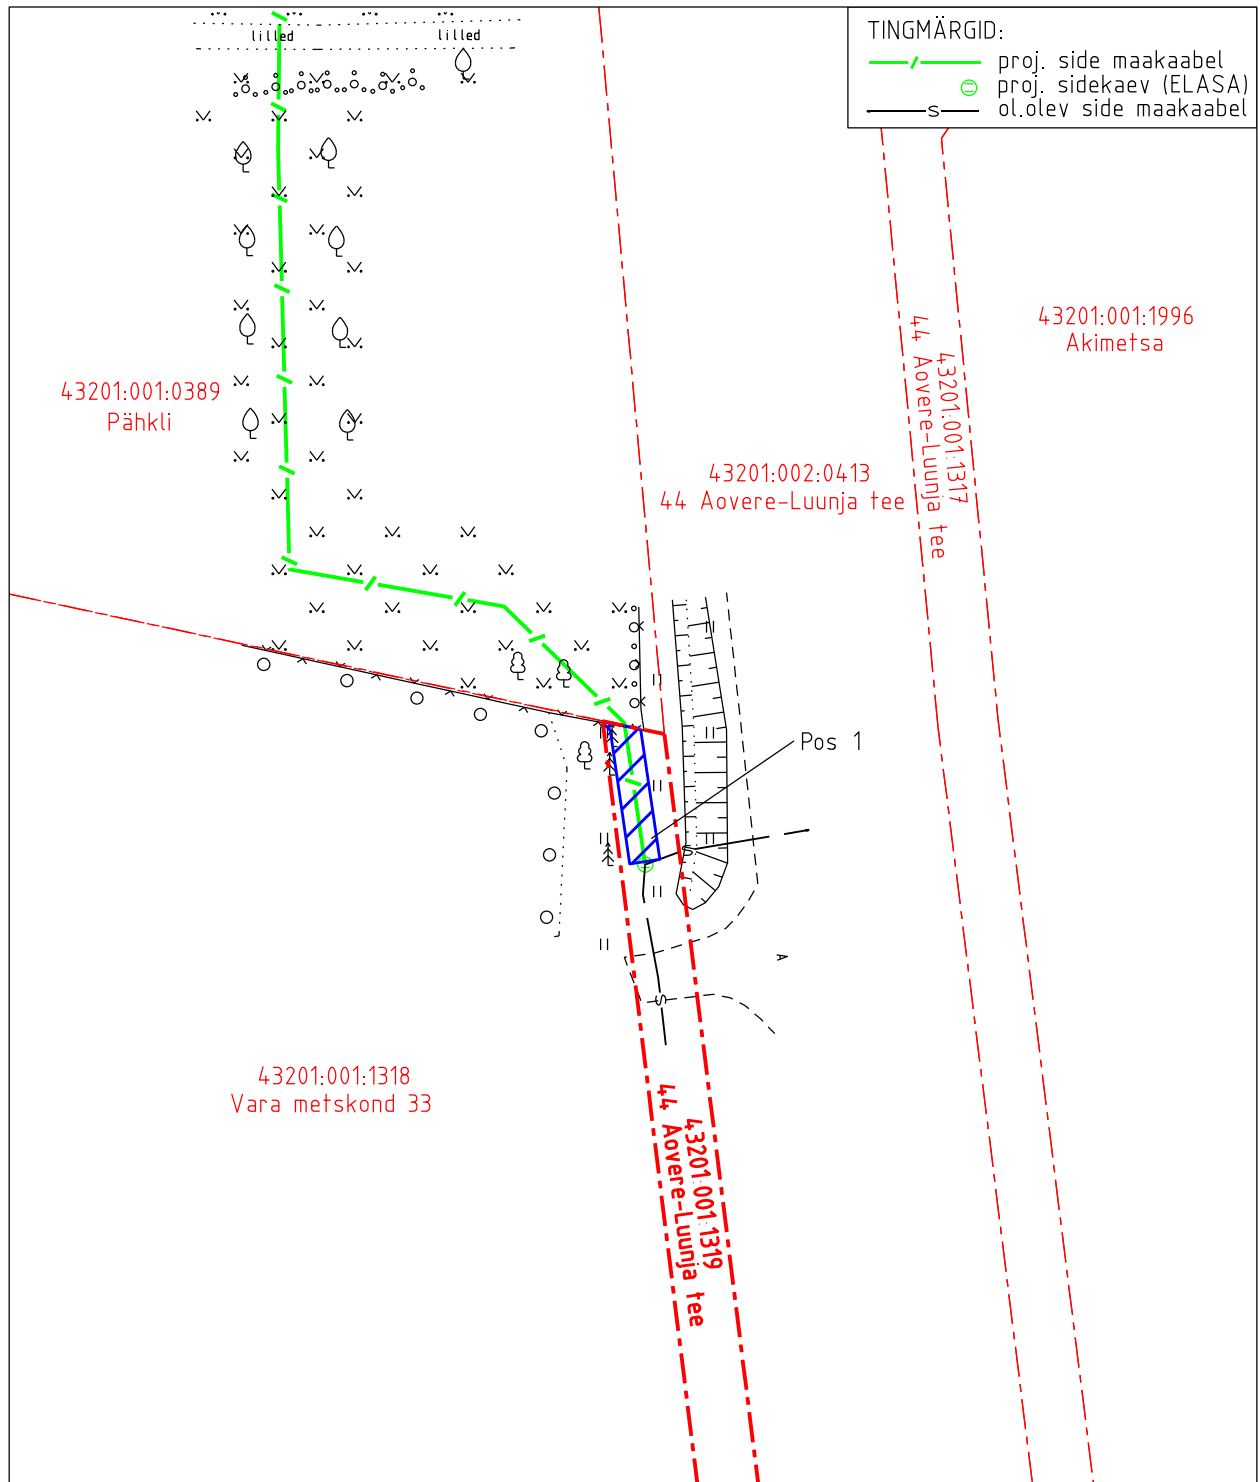 TINGMÄRGID:
proj. side maakaabel
proj. sidekaev (ELASA)
S
ol.olev side maakaabel
lilled
lilled
43201:001:1996
Akimetsa
43201:001:1317
44 Aovere-Luunja tee
43201:001:0389
Pähkli
43201:002:0413
44 Aovere-Luunja tee
Pos 1
S
A
S
43201:001:1318
Vara metskond 33
43201:001:1319
44 Aovere-Luunja tee